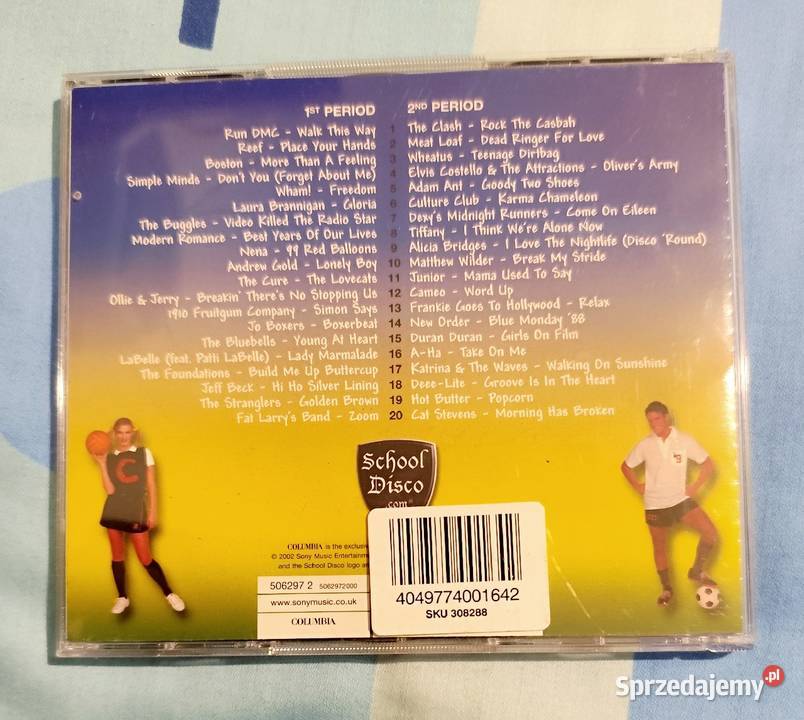 1ST PERIOD
Run DMC - Walk This Way
Reef - Place Your Hands
Boston - More Than A Feeling
Simple Minds - Don't You (Forget About Me)
Wham! - Freedom
Laura Brannigan - Gloria
The Buggles - Video Killed The Radio Star
Modern Romance - Best Years Of Our Lives
Nena - 99 Red Balloons
Andrew Gold - Lonely Boy
The Cure - The Lovecats
Ollie & Jerry - Breakin' There's No Stopping Us
1910 Fruitgum Company - Simon Says
Jo Boxers - Boxerbeat
The Bluebells - Young At Heart
LaBelle (feat. Patti LaBelle) - Lady Marmalade
The Foundations - Build Me Up Buttercup
Jeff Beck - Hi Ho Silver Lining
The Stranglers - Golden Brown
Fat Larry's Band - Zoom
2ND PERIOD
1 The Clash - Rock The Casbah
2 Meat Loaf - Dead Ringer For Love
3 Wheatus - Teenage Dirtbag
4 Elvis Costello & The Attractions - Oliver's Army
5 Adam Ant - Goody Two Shoes
6 Culture Club - Karma Chameleon
7 Dexy's Midnight Runners - Come On Eileen
8 Tiffany - I Think We're Alone Now
9 Alicia Bridges - I Love The Nightlife (Disco 'Round)
10 Matthew Wilder - Break My Stride
11 Junior - Mama Used To Say
12 Cameo - Word Up
13 Frankie Goes To Hollywood - Relax
14 New Order - Blue Monday '88
15 Duran Duran - Girls On Film
16 A-Ha - Take On Me
17 Katrina & The Waves - Walking On Sunshine
18 Deee-Lite - Groove Is In The Heart
19 Hot Butter - Popcorn
20 Cat Stevens - Morning Has Broken
C
School
Disco
.com
COLUMBIA is the exclusive
© 2002 Sony Music Entertainme
and the School Disco logo ar
506297 2 5062972000
www.sonymusic.co.uk
COLUMBIA
4049774001642
SKU 308288
Sprzedajemy.pl